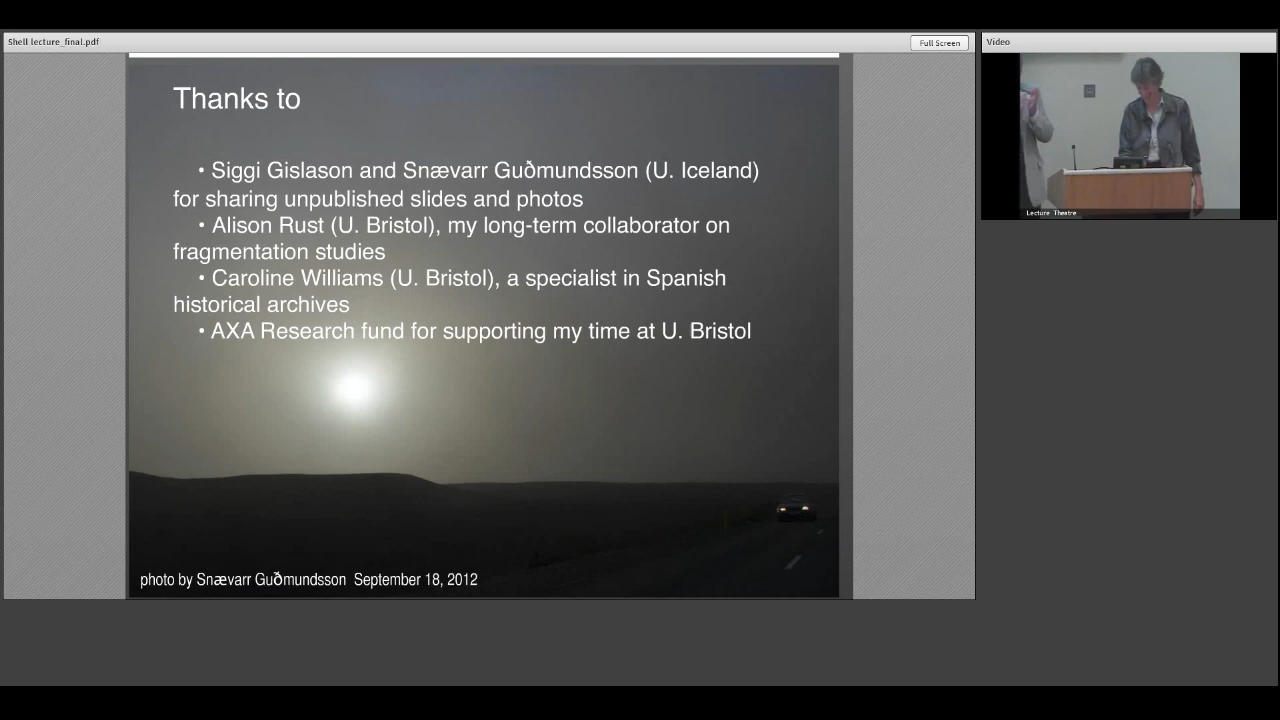 Shell lecture_final.pdf
Full Screen
Video
Thanks to
• Siggi Gislason and Snævarr Guðmundsson (U. Iceland)
for sharing unpublished slides and photos
• Alison Rust (U. Bristol), my long-term collaborator on
fragmentation studies
• Caroline Williams (U. Bristol), a specialist in Spanish
historical archives
• AXA Research fund for supporting my time at U. Bristol
photo by Snævarr Guðmundsson September 18, 2012
Lecture Theatre